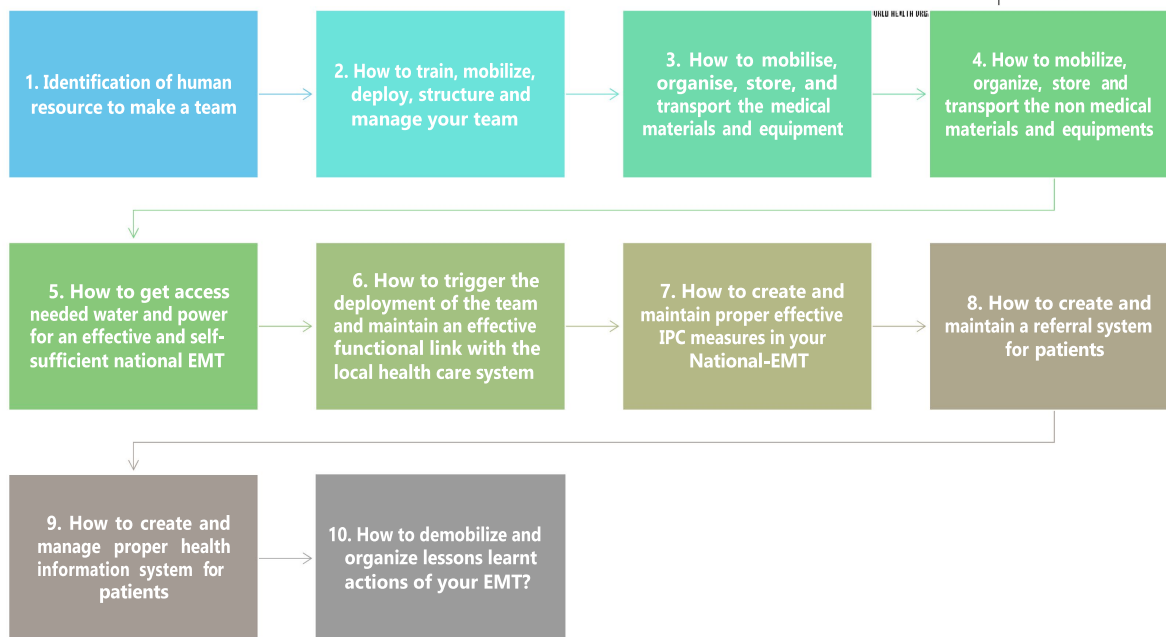 1. Identification of human
resource to make a team
2. How to train, mobilize,
deploy, structure and
manage your team
3. How to mobilise,
organise, store, and
transport the medical
materials and equipment
4. How to mobilize,
organize, store and
transport the non medical
materials and equipments
5. How to get access
needed water and power
for an effective and self-
sufficient national EMT
6. How to trigger the
deployment of the team
and maintain an effective
functional link with the
local health care system
7. How to create and
maintain proper effective
IPC measures in your
National-EMT
8. How to create and
maintain a referral system
for patients
9. How to create and
manage proper health
information system for
patients
10. How to demobilize and
organize lessons learnt
actions of your EMT?